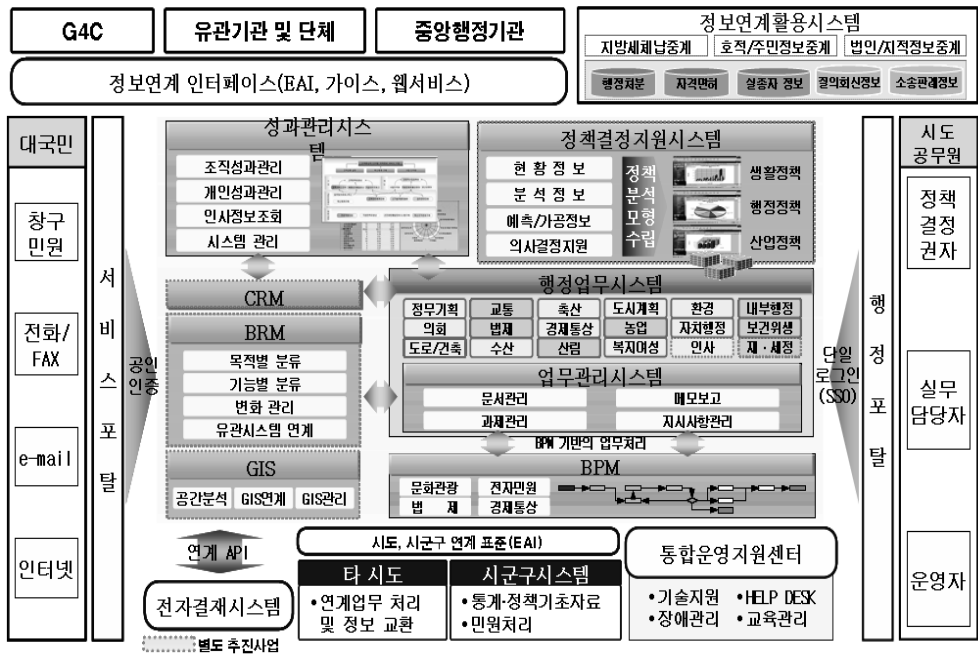 G4C
유관기관 및 단체
중앙행정기관
정보연계 인터페이스(EAI, 가이스, 웹서비스)
정보연계활용시스템
지방세체납중계
호적/주민정보중계
법인/지적정보중계
행정처분
자격면허
실종자 정보
질의회신정보
소송판례정보
대국민
창구
민원
전화/
FAX
e-mail
인터넷
서
비
스
포
탈
공인
인증
성과관리시스
템
조직성과관리
개인성과관리
인사정보조회
시스템 관리
정책결정지원시스템
현 황 정 보
분 석 정 보
예측/가공정보
의사결정지원
정책
분석
모형
수립
생활정책
행정정책
산업정책
CRM
BRM
목적별 분류
기능별 분류
변화 관리
유관시스템 연계
GIS
공간분석
GIS연계
GIS관리
행정업무시스템
정무기획 교통 축산 도시계획 환경 내부행정
의회 법제 경제통상 농업 자치행정 보건위생
도로/건축 수산 산림 복지여성 인사 재·세정
업무관리시스템
문서관리 메모보고
과제관리 지시사항관리
BPM 기반의 업무처리
BPM
문화관광 전자민원
법 제 경제통상
단일
로그인
(SSO)
행
정
포
탈
시도
공무원
정책
결정
권자
실무
담당자
운영자
연계 API
전자결재시스템
별도 추진사업
시도, 시군구 연계 표준(EAI)
타 시도
•연계업무 처리
및 정보 교환
시군구시스템
•통계·정책기초자료
•민원처리
통합운영지원센터
•기술지원 •HELP DESK
•장애관리 •교육관리